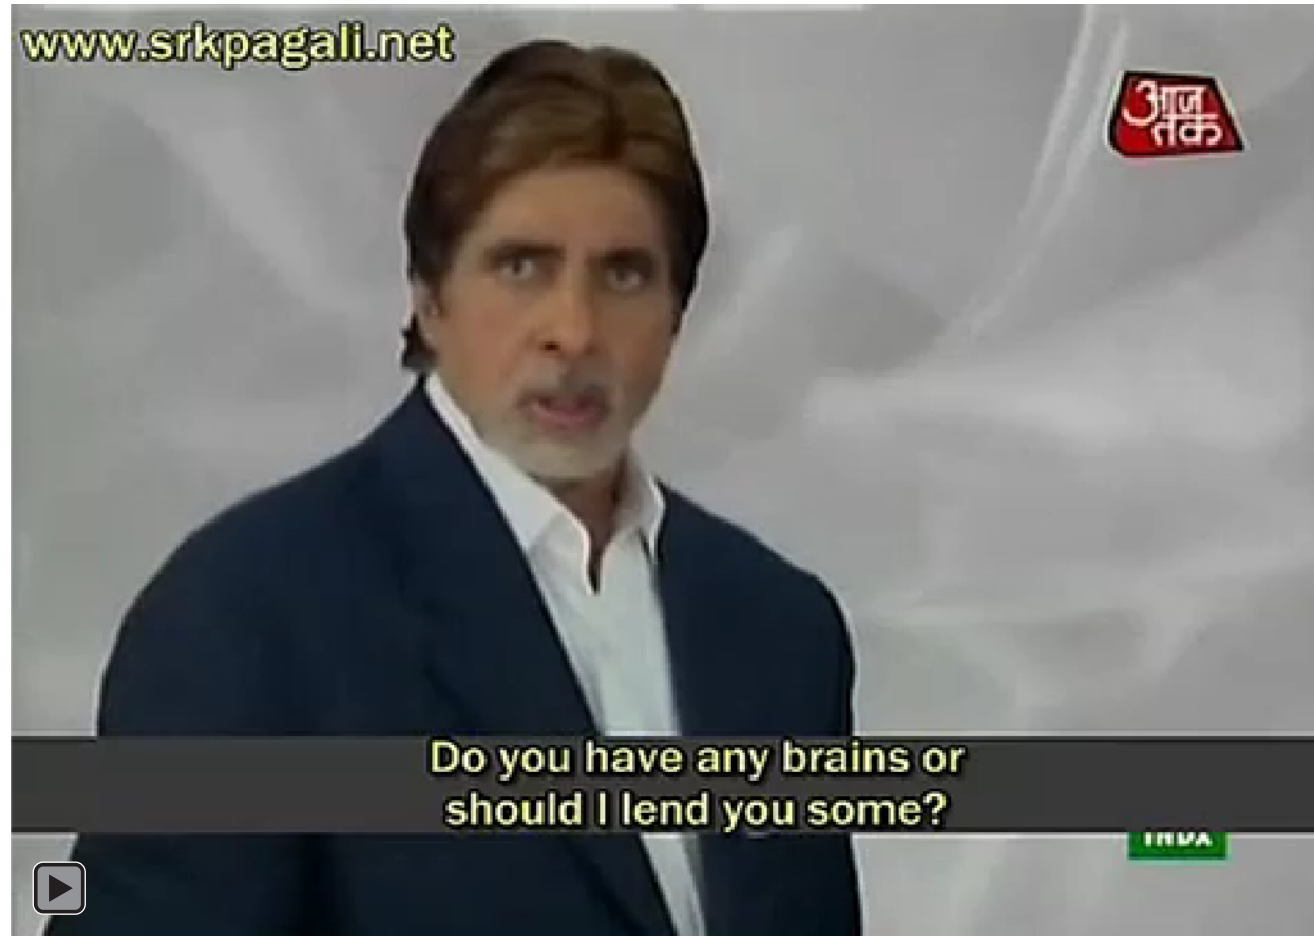 www.srkpagali.net
आज
तक
Do you have any brains or
should I lend you some?